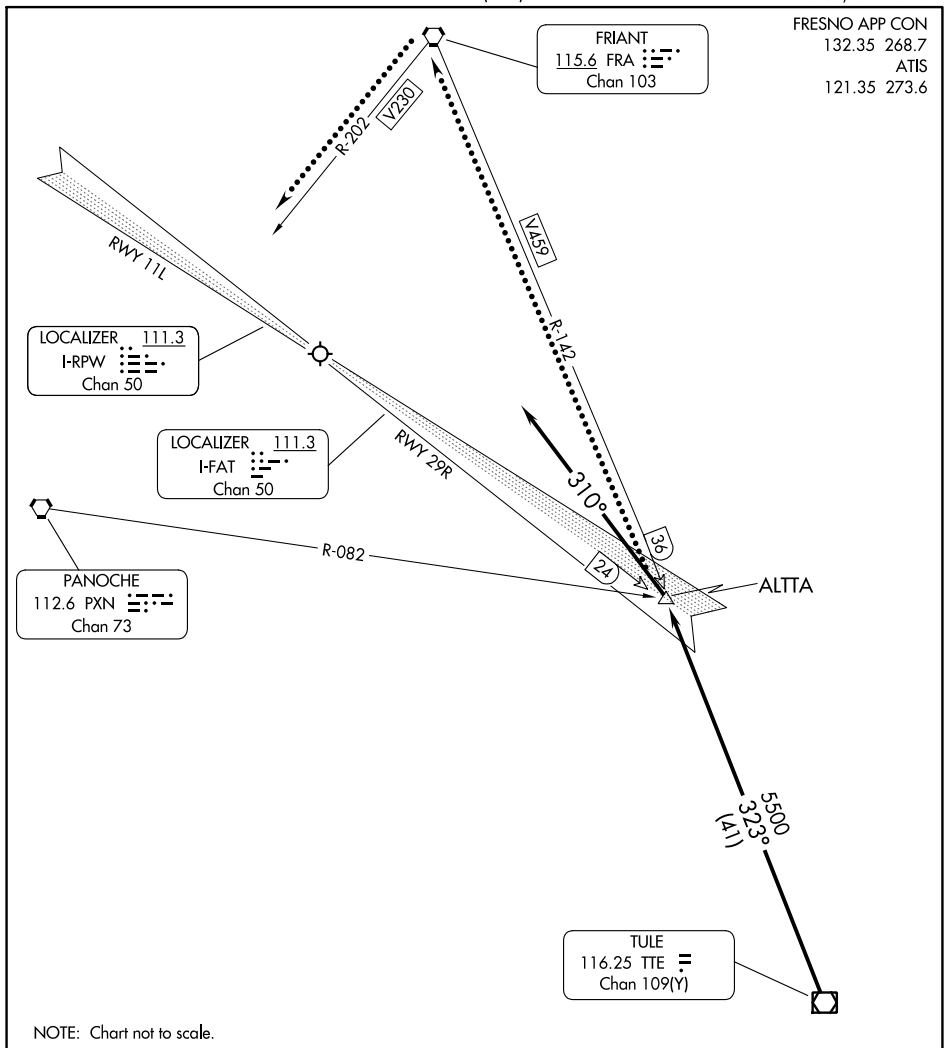 FRESNO APP CON
132.35 268.7
ATIS
121.35 273.6
FRIANT
115.6 FRA
Chan 103
R-202
V230
V459
R-142
RWY 11L
LOCALIZER 111.3
I-RPW
Chan 50
LOCALIZER 111.3
I-FAT
Chan 50
RWY 29R
310°
36
24
R-082
ALTTA
PANOCHE
112.6 PXN
Chan 73
5500
323°
(41)
TULE
116.25 TTE
Chan 109(Y)
NOTE: Chart not to scale.